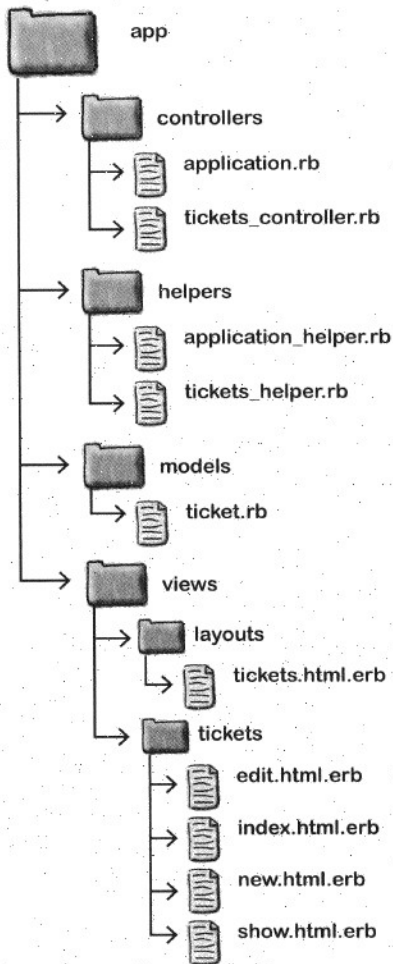 app
controllers
application.rb
tickets_controller.rb
helpers
application_helper.rb
tickets_helper.rb
models
ticket.rb
views
layouts
tickets.html.erb
tickets
edit.html.erb
index.html.erb
new.html.erb
show.html.erb